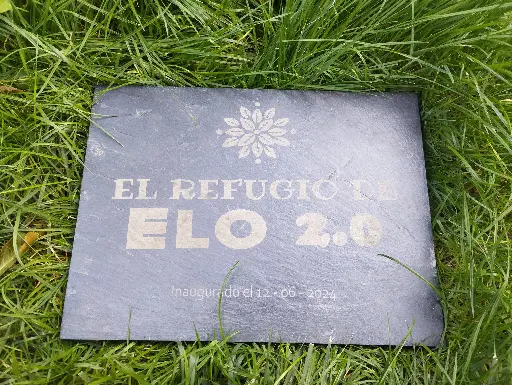 EL REFUGIO DE
ELO 2.0
Inaugurado el 12 - 06 - 2024